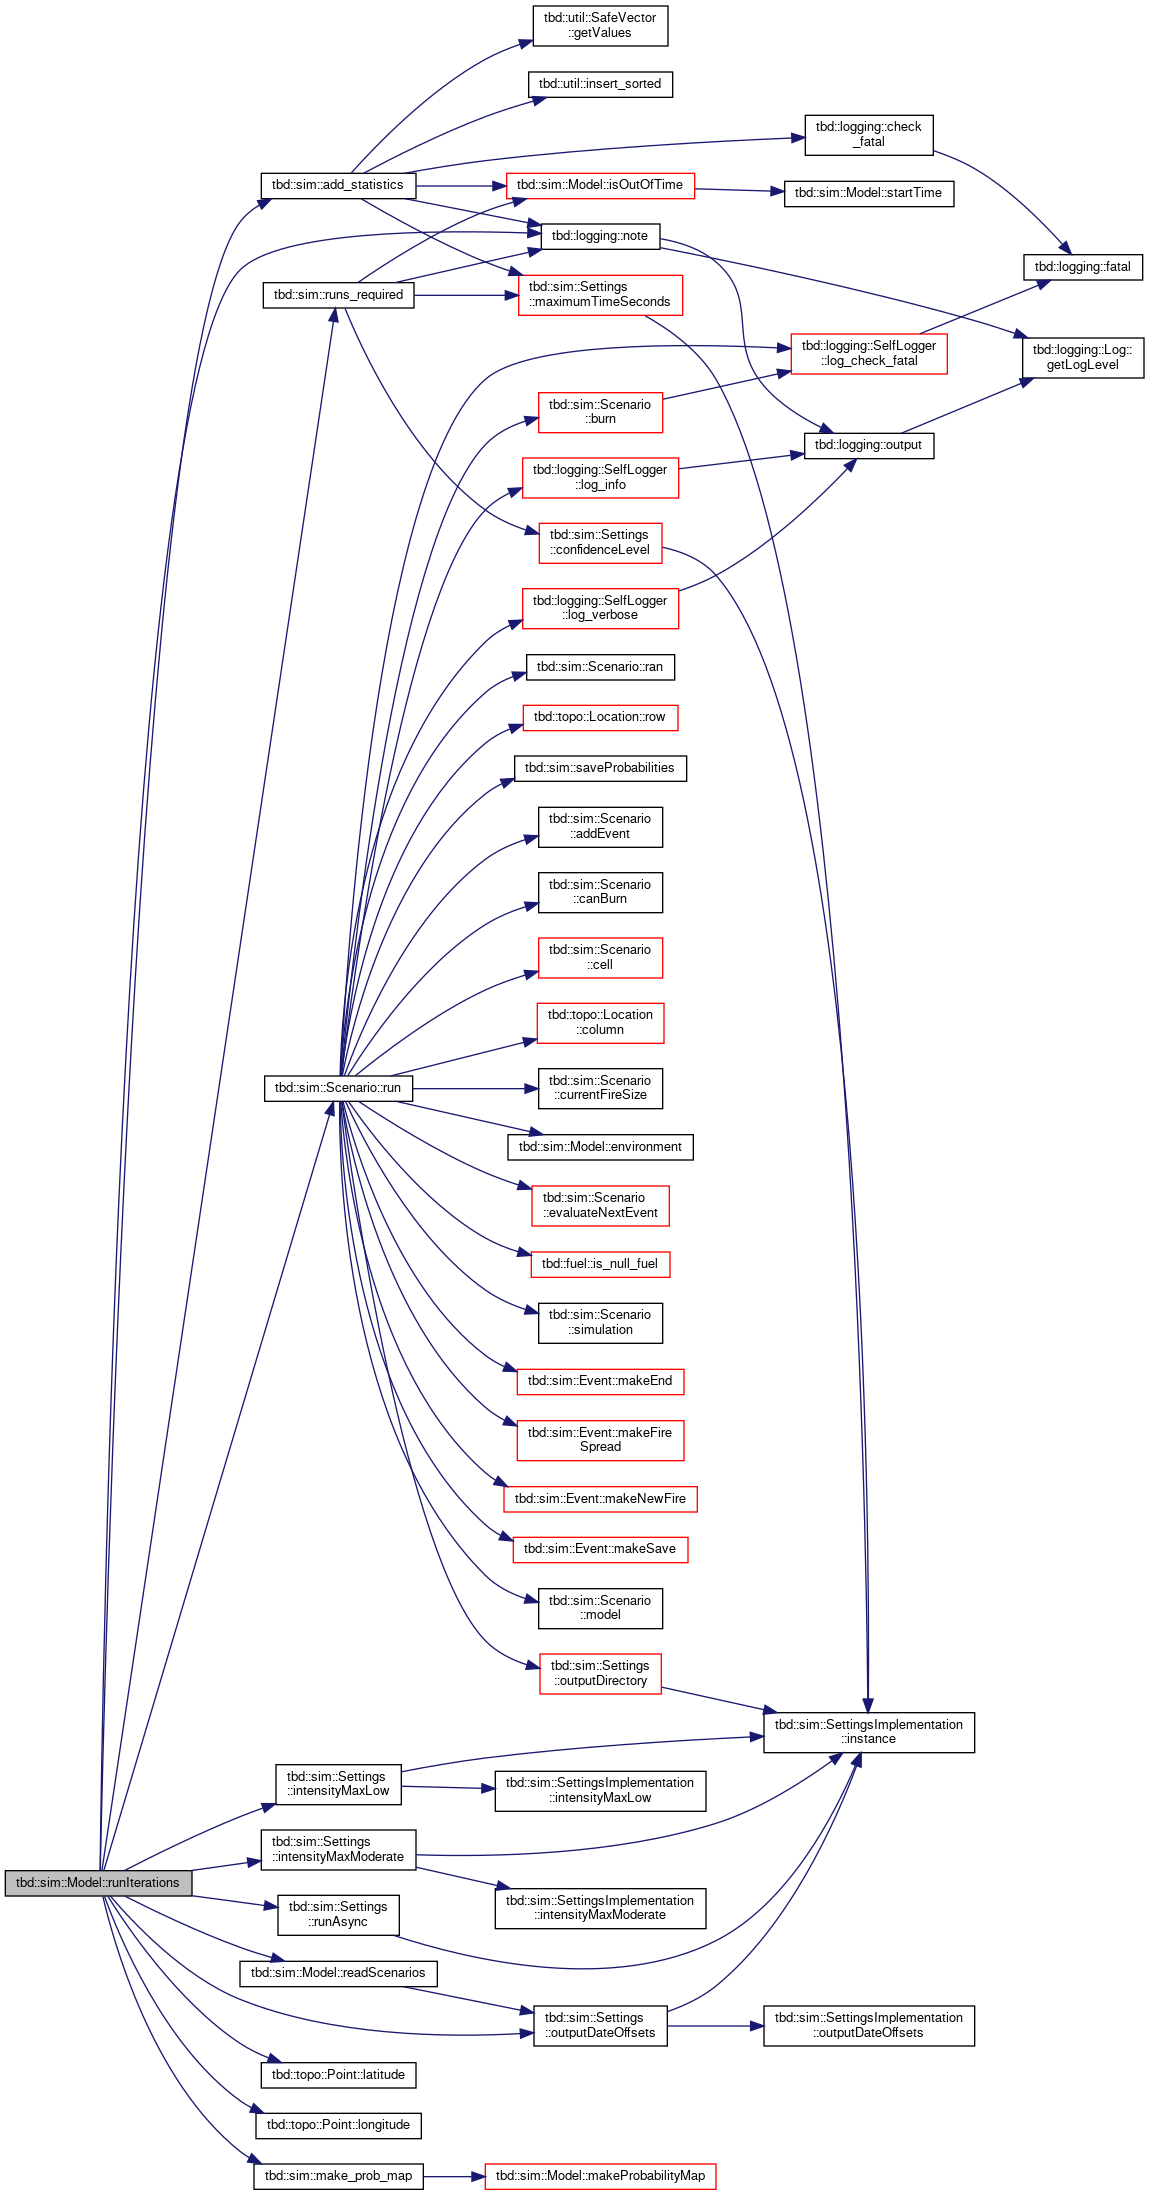 tbd::util::SafeVector
::getValues
tbd::util::insert_sorted
tbd::logging::check
_fatal
tbd::sim::add_statistics
tbd::sim::Model::isOutOfTime
tbd::sim::Model::startTime
tbd::logging::note
tbd::logging::fatal
tbd::sim::runs_required
tbd::sim::Settings
::maximumTimeSeconds
tbd::logging::SelfLogger
::log_check_fatal
tbd::logging::Log::
getLogLevel
tbd::sim::Scenario
::burn
tbd::logging::output
tbd::logging::SelfLogger
::log_info
tbd::sim::Settings
::confidenceLevel
tbd::logging::SelfLogger
::log_verbose
tbd::sim::Scenario::ran
tbd::topo::Location::row
tbd::sim::saveProbabilities
tbd::sim::Scenario
::addEvent
tbd::sim::Scenario
::canBurn
tbd::sim::Scenario
::cell
tbd::topo::Location
::column
tbd::sim::Scenario::run
tbd::sim::Scenario
::currentFireSize
tbd::sim::Model::environment
tbd::sim::Scenario
::evaluateNextEvent
tbd::fuel::is_null_fuel
tbd::sim::Scenario
::simulation
tbd::sim::Event::makeEnd
tbd::sim::Event::makeFire
Spread
tbd::sim::Event::makeNewFire
tbd::sim::Event::makeSave
tbd::sim::Scenario
::model
tbd::sim::Settings
::outputDirectory
tbd::sim::SettingsImplementation
::instance
tbd::sim::Settings
::intensityMaxLow
tbd::sim::SettingsImplementation
::intensityMaxLow
tbd::sim::Settings
::intensityMaxModerate
tbd::sim::Model::runIterations
tbd::sim::SettingsImplementation
::intensityMaxModerate
tbd::sim::Settings
::runAsync
tbd::sim::Model::readScenarios
tbd::sim::Settings
::outputDateOffsets
tbd::sim::SettingsImplementation
::outputDateOffsets
tbd::topo::Point::latitude
tbd::topo::Point::longitude
tbd::sim::make_prob_map
tbd::sim::Model::makeProbabilityMap